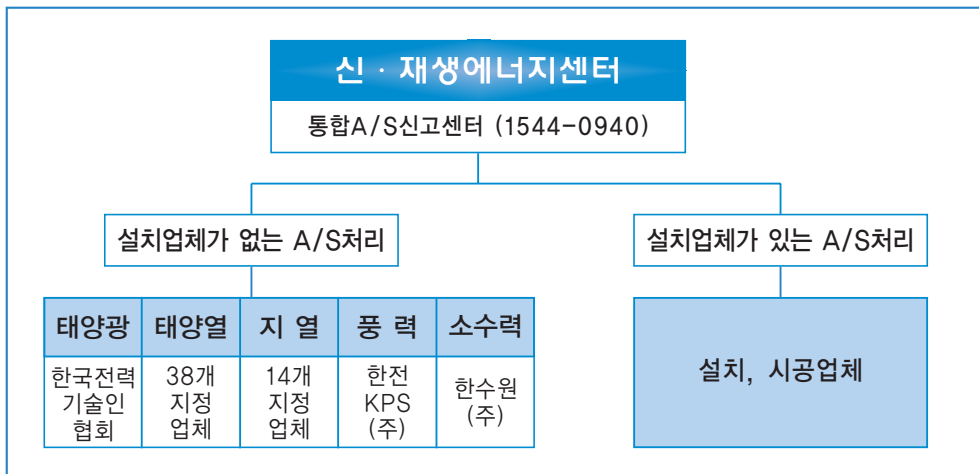 신 · 재생에너지센터
통합A/S신고센터 (1544-0940)
설치업체가 없는 A/S처리
설치업체가 있는 A/S처리
태양광 태양열 지 열 풍 력 소수력
한국전력
기술인
협회
38개
지정
업체
14개
지정
업체
한전
KPS
(주)
한수원
(주)
설치, 시공업체